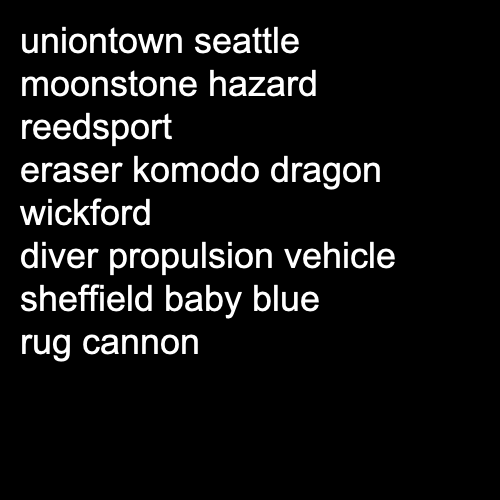 uniontown seattle
moonstone hazard
reedsport
eraser komodo dragon
wickford
diver propulsion vehicle
sheffield baby blue
rug cannon